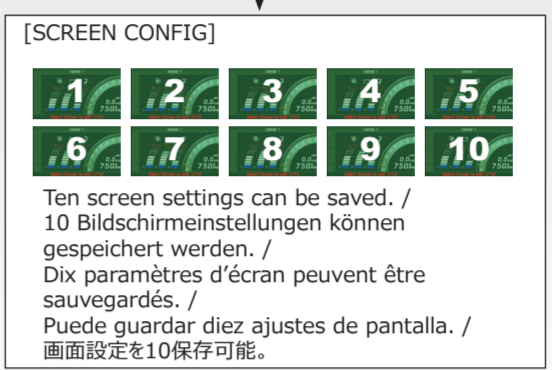 [SCREEN CONFIG]
1 2 3 4 5
6 7 8 9 10
Ten screen settings can be saved. /
10 Bildschirmeinstellungen können
gespeichert werden. /
Dix paramètres d'écran peuvent être
sauvegardés. /
Puede guardar diez ajustes de pantalla. /
画面設定を10保存可能。